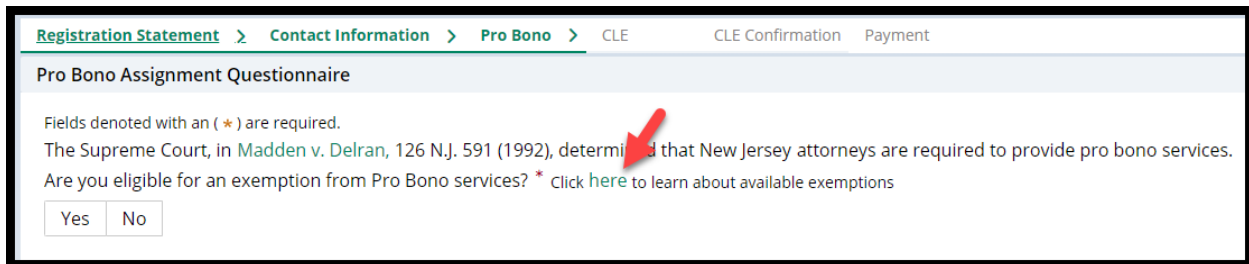 Registration Statement > Contact Information > Pro Bono > CLE CLE Confirmation Payment
Pro Bono Assignment Questionnaire
Fields denoted with an ( * ) are required.
The Supreme Court, in Madden v. Delran, 126 N.J. 591 (1992), determined that New Jersey attorneys are required to provide pro bono services.
Are you eligible for an exemption from Pro Bono services? * Click here to learn about available exemptions
Yes No